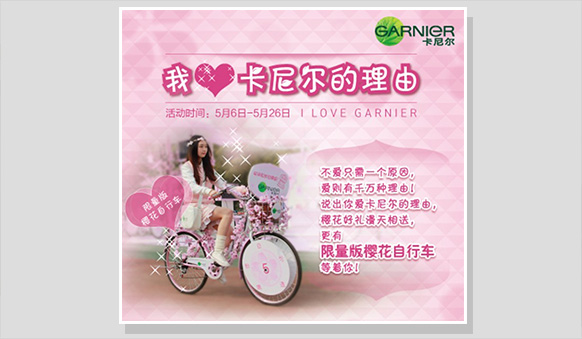 GARNIER
卡尼尔
我 卡尼尔的理由
活动时间：5月6日-5月26日 I LOVE GARNIER
不爱只需一个原因，
爱则有千万种理由！
说出你爱卡尼尔的理由，
樱花好礼漫天相送，
更有
限量版樱花自行车
等着你！
限量版
樱花自行车